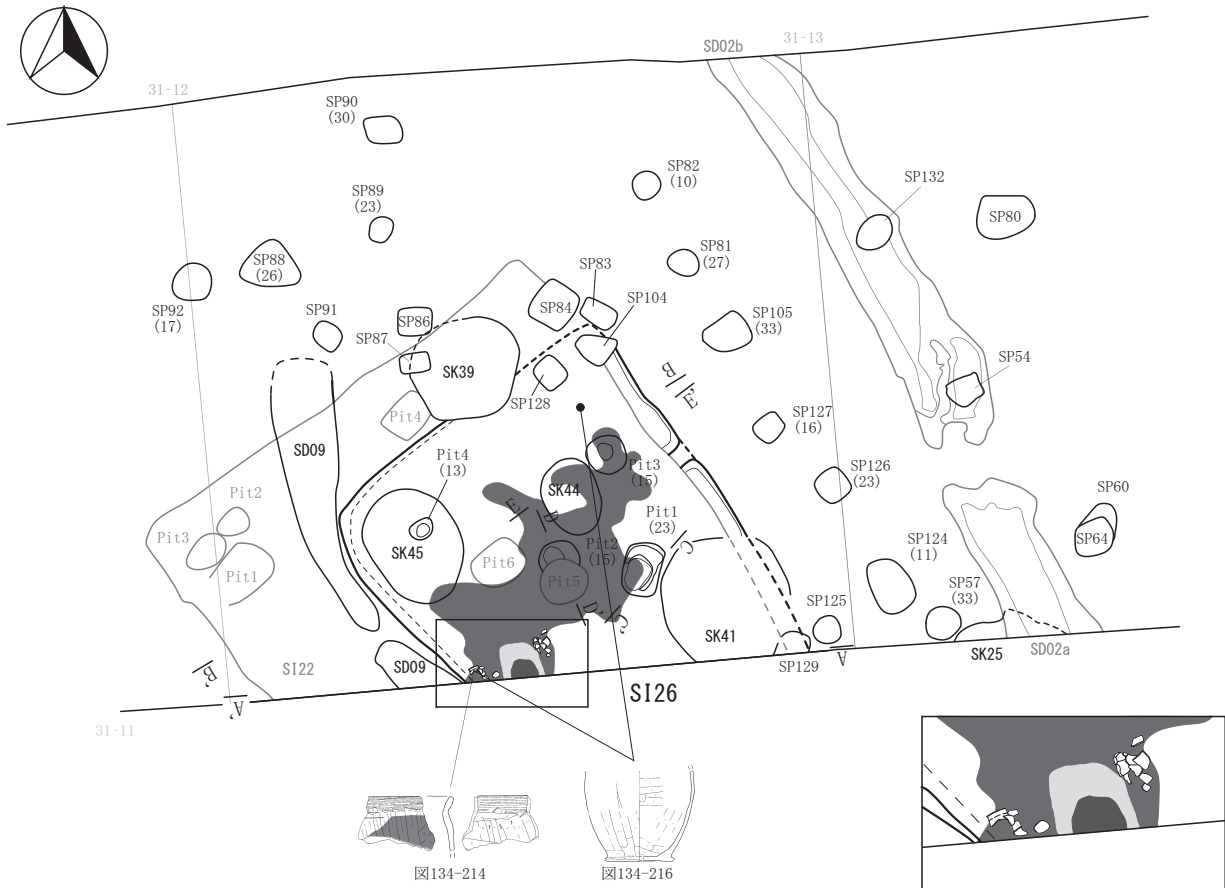 SD02b
31-13
31-12
SP90
(30)
SP82
(10)
SP132
SP89
(23)
SP80
SP81
(27)
SP88
(26)
SP83
SP92
(17)
SP91
SP84
SP104
SP86
SP105
(33)
SP87
SK39
B
E'
SP54
SP128
Pit4
SP127
(16)
SD09
Pit4
(13)
Pit3
(15)
SP126
(23)
SK44
Pit2
E
D
Pit1
(23)
SP60
Pit3
SK45
C
SP64
Pit2
(15)
SP124
(11)
Pit6
Pit1
Pit5
SP57
(33)
D'
C'
SP125
SK41
SI22
SD09
SP129
A
SK25
SD02a
B'
A'
SI26
31-11
図134-214
図134-216